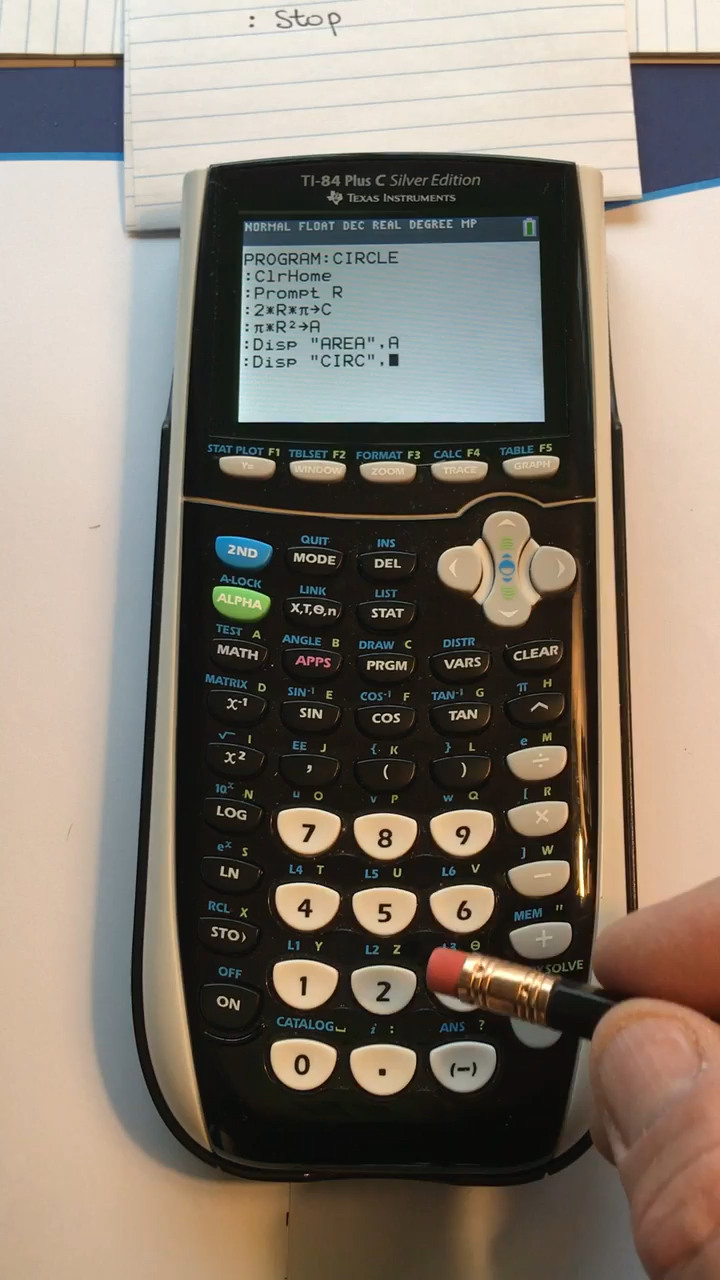 : Stop
TI-84 Plus C Silver Edition
TEXAS INSTRUMENTS
NORMAL FLOAT DEC REAL DEGREE MP
PROGRAM:CIRCLE
:ClrHome
:Prompt R
:2*R*π→C
:π*R²→A
:Disp "AREA",A
:Disp "CIRC",
STAT PLOT F1 TBLSET F2 FORMAT F3 CALC F4 TABLE F5
Y= WINDOW ZOOM TRACE GRAPH
QUIT INS
2ND MODE DEL
A-LOCK LINK LIST
ALPHA X,T,Θ,n STAT
TEST A ANGLE B DRAW C DISTR
MATH APPS PRGM VARS CLEAR
MATRIX D SIN⁻¹ E COS⁻¹ F TAN⁻¹ G π H
x⁻¹ SIN COS TAN ^
√ I EE J { K } L e M
x² , ( ) ÷
10ˣ N u O v P w Q [ R
LOG 7 8 9 ×
eˣ S L4 T L5 U L6 V ] W
LN 4 5 6 −
RCL X L1 Y L2 Z L3 Θ MEM "
STO› 1 2 +
OFF SOLVE
ON
CATALOG i : ANS ?
0 . (−)